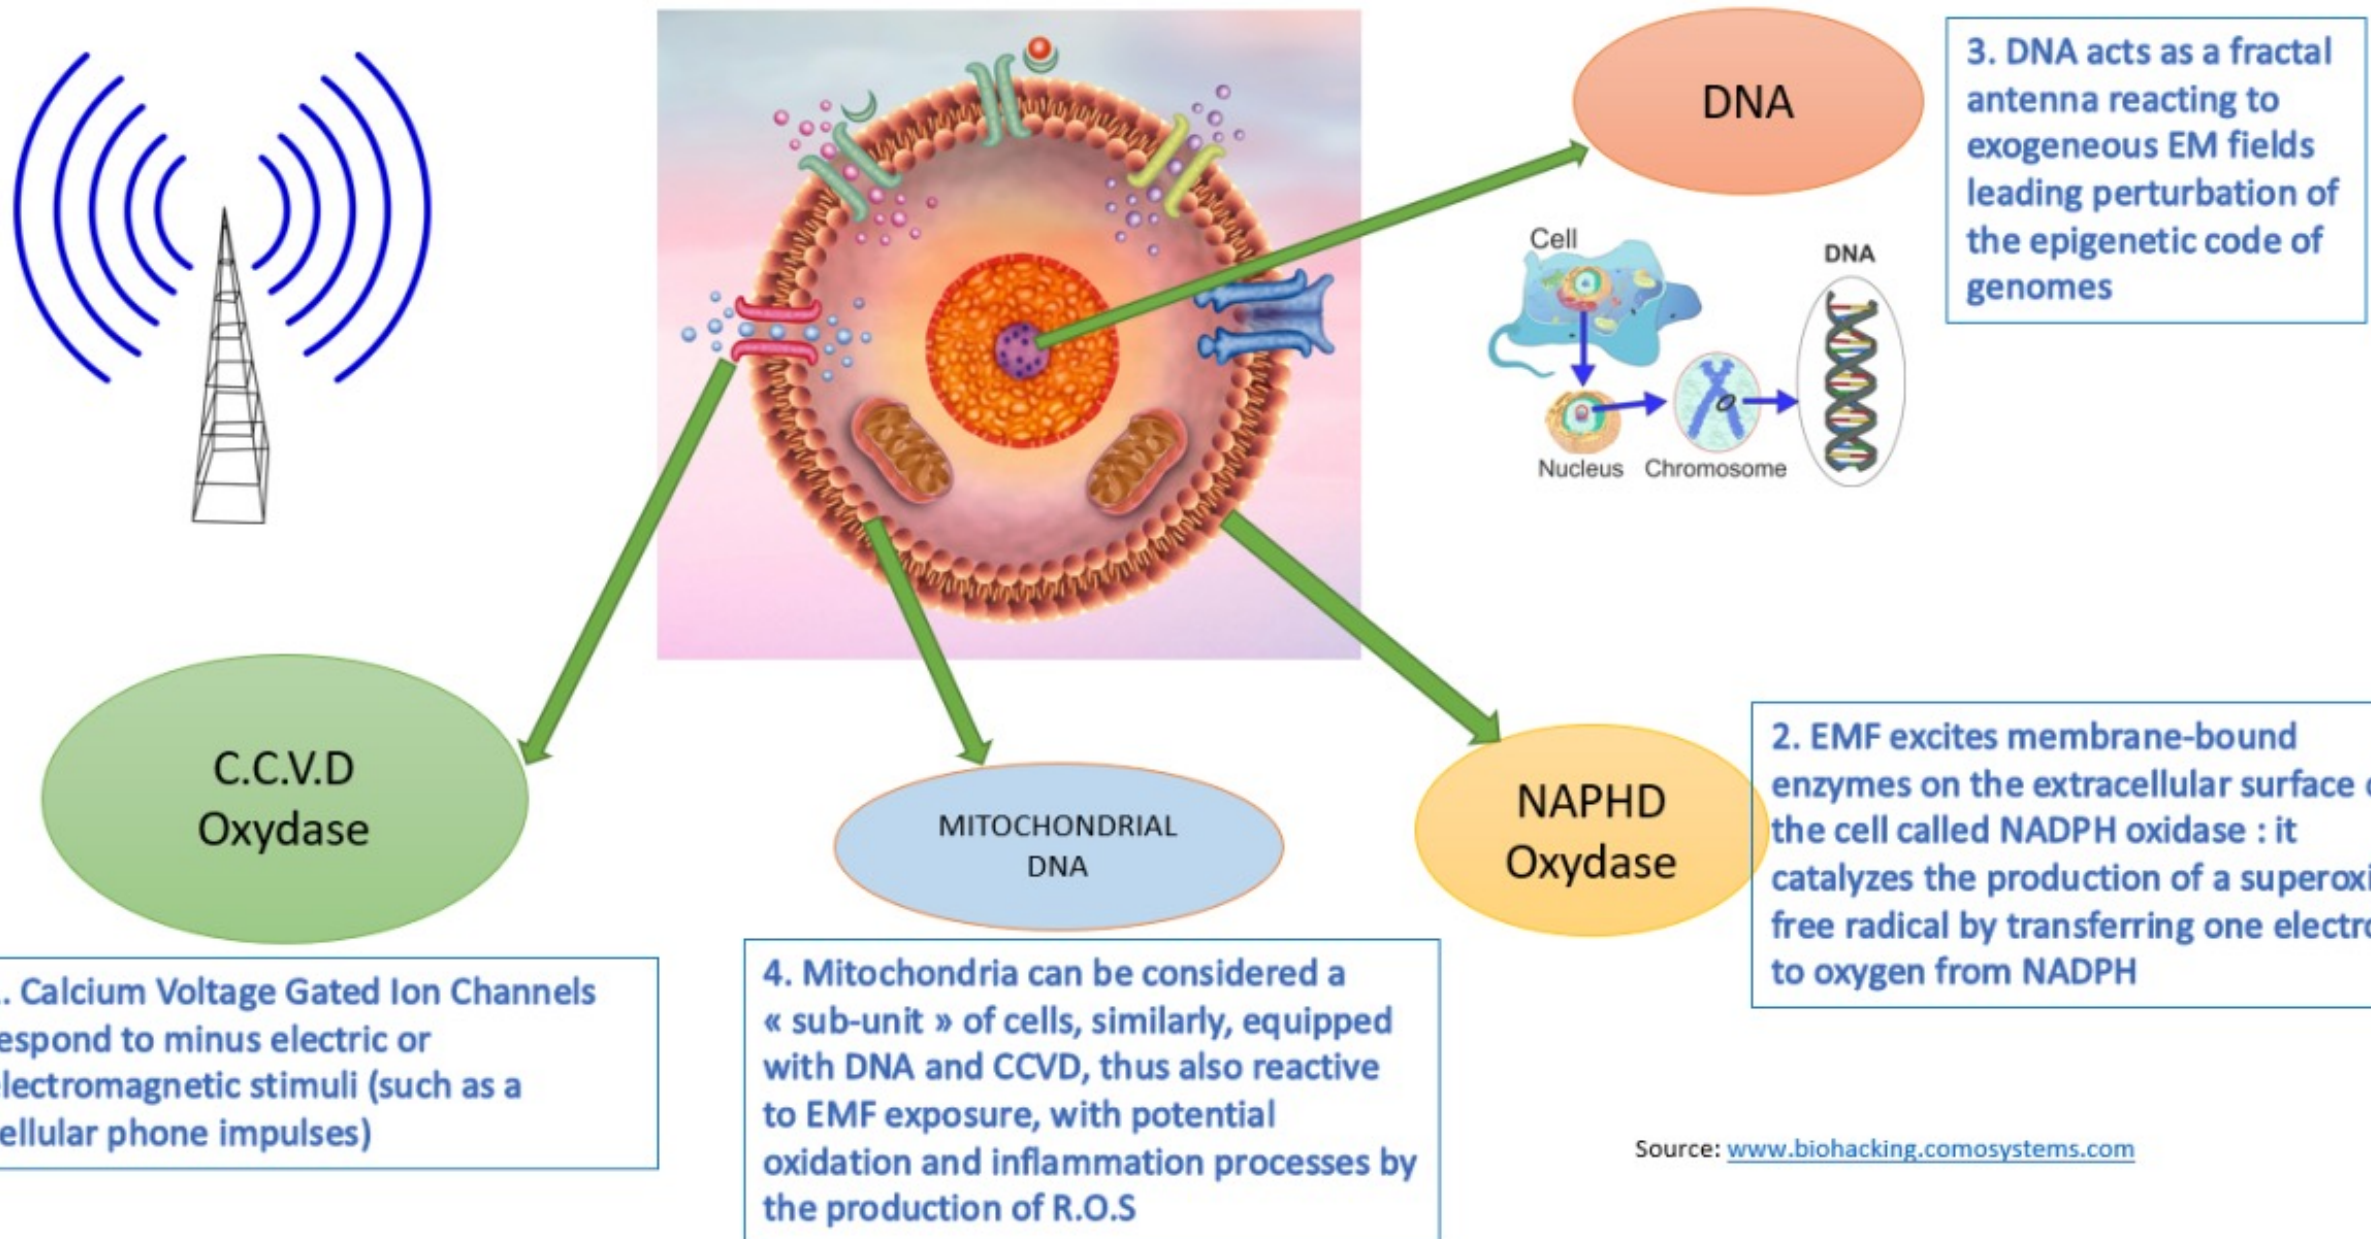 DNA
3. DNA acts as a fractal
antenna reacting to
exogeneous EM fields
leading perturbation of
the epigenetic code of
genomes
Cell
DNA
Nucleus
Chromosome
C.C.V.D
Oxydase
. Calcium Voltage Gated Ion Channels
espond to minus electric or
lectromagnetic stimuli (such as a
ellular phone impulses)
MITOCHONDRIAL
DNA
4. Mitochondria can be considered a
« sub-unit » of cells, similarly, equipped
with DNA and CCVD, thus also reactive
to EMF exposure, with potential
oxidation and inflammation processes by
the production of R.O.S
NAPHD
Oxydase
2. EMF excites membrane-bound
enzymes on the extracellular surface
the cell called NADPH oxidase : it
catalyzes the production of a superoxi
free radical by transferring one electro
to oxygen from NADPH
Source: www.biohacking.comosystems.com